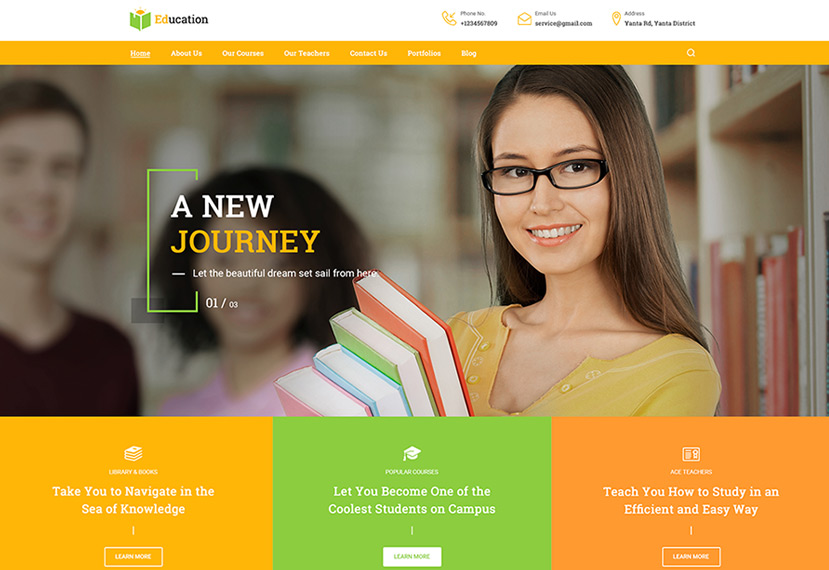 Education
Phone No.
+1234567809
Email Us
service@gmail.com
Address
Yanta Rd, Yanta District
Home About Us Our Courses Our Teachers Contact Us Portfolios Blog
A NEW
JOURNEY
— Let the beautiful dream set sail from here
01 / 03
LIBRARY & BOOKS
Take You to Navigate in the
Sea of Knowledge
LEARN MORE
POPULAR COURSES
Let You Become One of the
Coolest Students on Campus
LEARN MORE
ACE TEACHERS
Teach You How to Study in an
Efficient and Easy Way
LEARN MORE